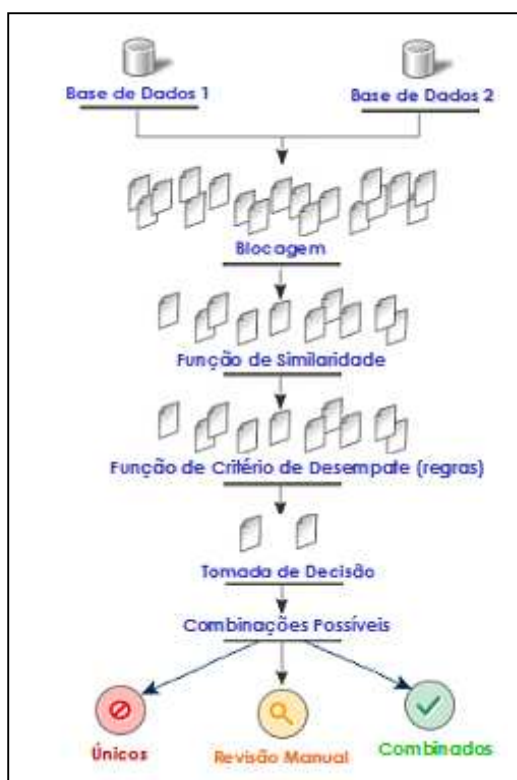 Base de Dados 1
Base de Dados 2
Blocagem
Função de Similaridade
Função de Critério de Desempate (regras)
Tomada de Decisão
Combinações Possíveis
Únicos
Revisão Manual
Combinados